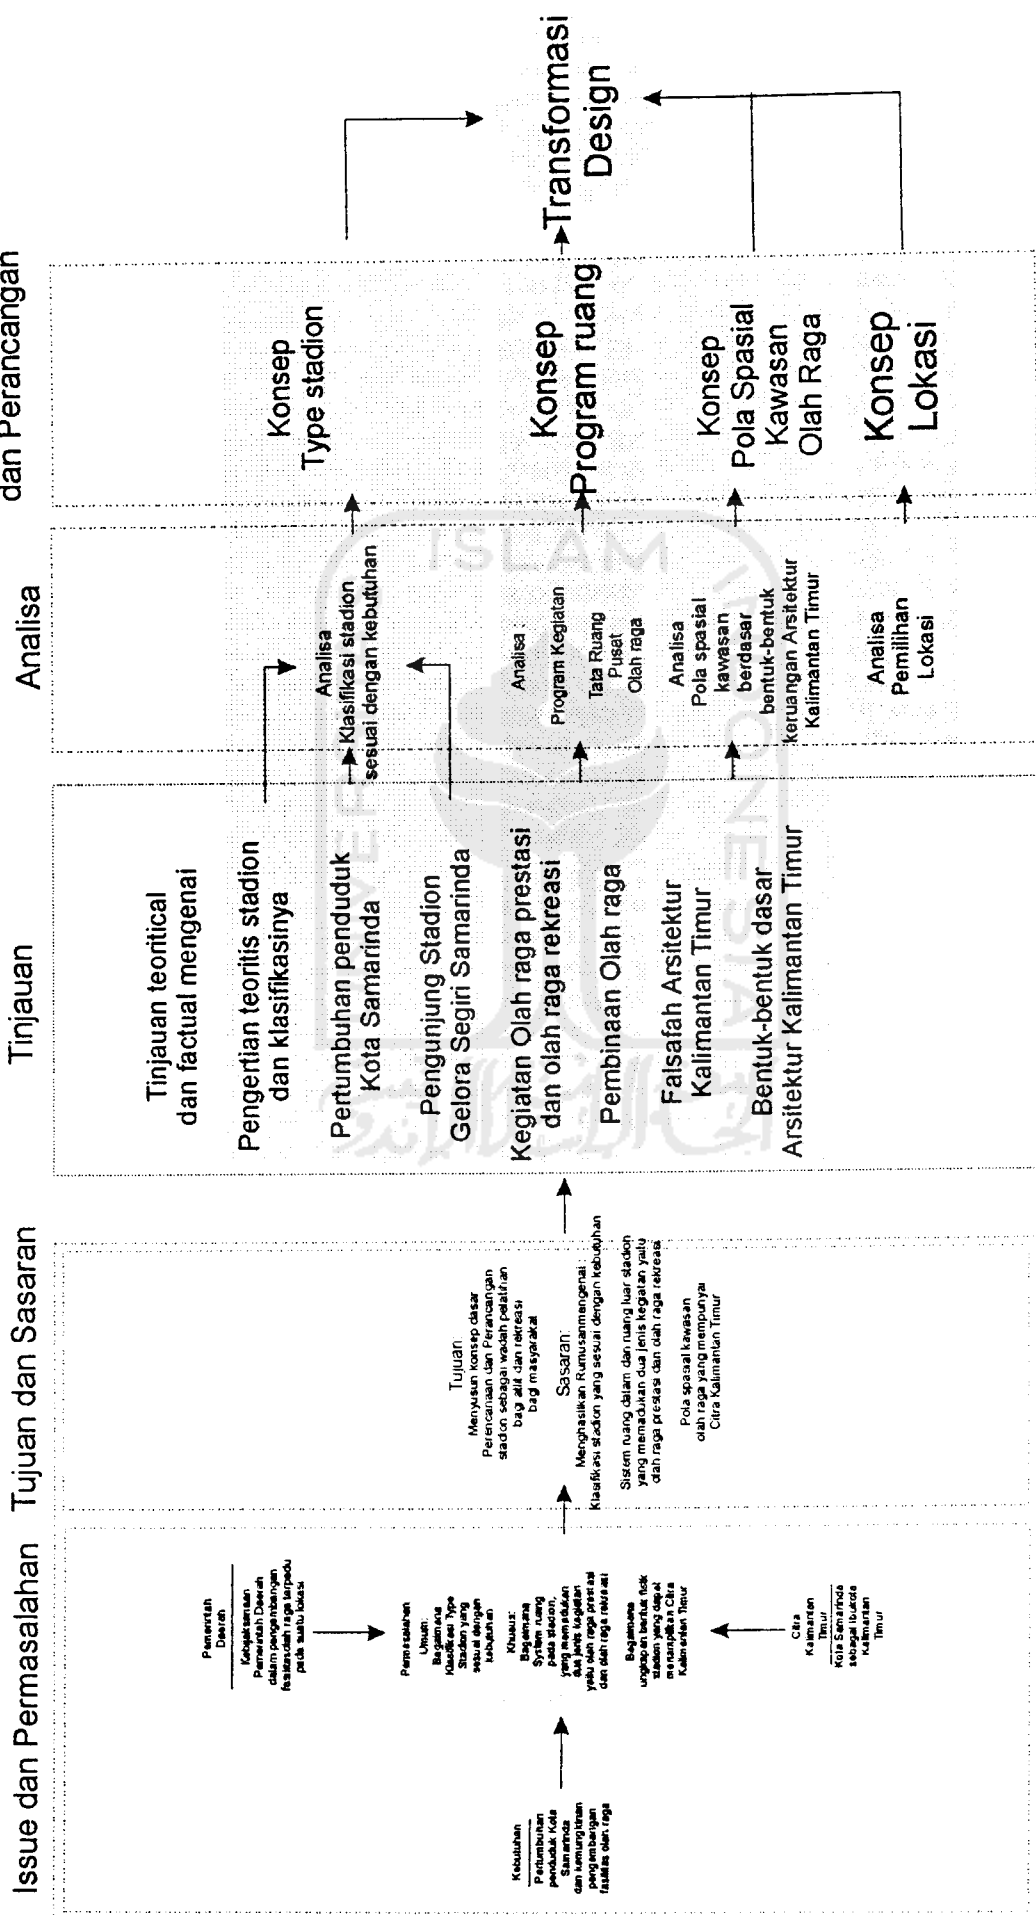 Issue dan Permasalahan
Pemerintah
Daerah
Kebijaksanaan
Pemerintah Daerah
dalam pengembangan
fasilitas olah raga terpadu
pada suatu lokasi
Kebutuhan
Pertumbuhan
penduduk Kota
Samarinda
dan kemungkinan
pengembangan
fasilitas olah raga
Permasalahan
Umum:
Bagaimana
Klasifikasi Type
Stadion yang
sesuai dengan
kebutuhan
Khusus:
Bagaimana
System ruang
pada stadion,
yang memadukan
dua jenis kegiatan
yaitu olah raga prestasi
dan olah raga rekreasi
Bagaimana
ungkapan bentuk fisik
stadion yang dapat
menampilkan Citra
Kalimantan Timur
Citra
Kalimantan
Timur
Kota Samarinda
sebagai Ibukota
Kalimantan
Timur
Tujuan dan Sasaran
Tujuan:
Menyusun konsep dasar
Perencanaan dan Perancangan
stadion sebagai wadah pelatihan
bagi atlit dan rekreasi
bagi masyarakat
Sasaran:
Menghasilkan Rumusanmengenai :
Klasifikasi stadion yang sesuai dengan kebutuhan
Sistem ruang dalam dan ruang luar stadion
yang memadukan dua jenis kegiatan yaitu
olah raga prestasi dan olah raga rekreasi
Pola spasial kawasan
olah raga yang mempunyai
Citra Kalimantan Timur
Tinjauan
Tinjauan teoritical
dan factual mengenai
Pengertian teoritis stadion
dan klasifikasinya
Pertumbuhan penduduk
Kota Samarinda
Pengunjung Stadion
Gelora Segiri Samarinda
Kegiatan Olah raga prestasi
dan olah raga rekreasi
Pembinaan Olah raga
Falsafah Arsitektur
Kalimantan Timur
Bentuk-bentuk dasar
Arsitektur Kalimantan Timur
Analisa
Analisa
Klasifikasi stadion
sesuai dengan kebutuhan
Analisa :
Program Kegiatan
Tata Ruang
Pusat
Olah raga
Analisa
Pola spasial
kawasan
berdasar
bentuk-bentuk
keruangan Arsitektur
Kalimantan Timur
Analisa
Pemilihan
Lokasi
dan Perancangan
Konsep
Type stadion
Konsep
Program ruang
Konsep
Pola Spasial
Kawasan
Olah Raga
Konsep
Lokasi
Transformasi
Design
ISLAM